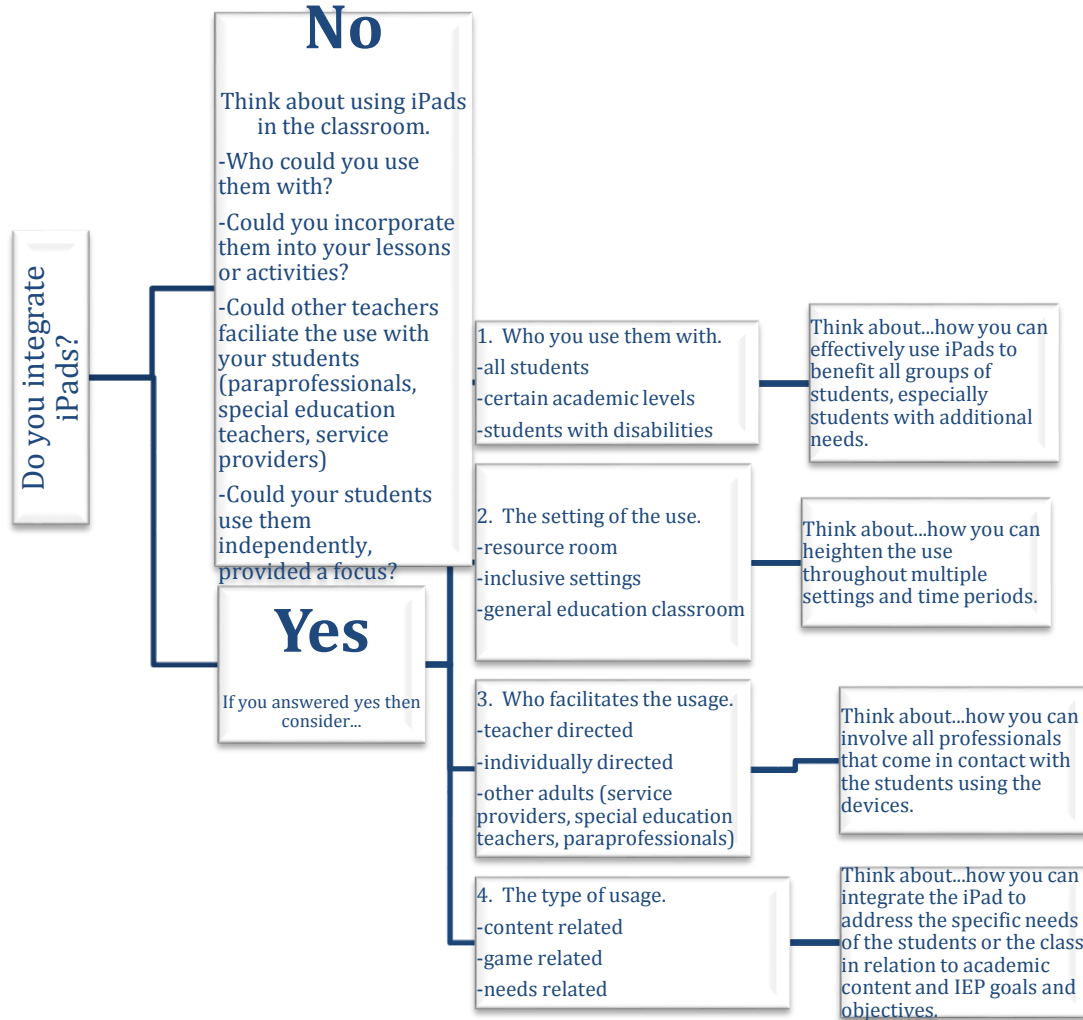 Do you integrate
iPads?
No
Think about using iPads
in the classroom.
-Who could you use
them with?
-Could you incorporate
them into your lessons
or activities?
-Could other teachers
faciliate the use with
your students
(paraprofessionals,
special education
teachers, service
providers)
-Could your students
use them
independently,
provided a focus?
Yes
If you answered yes then
consider...
1.  Who you use them with.
-all students
-certain academic levels
-students with disabilities
Think about...how you can
effectively use iPads to
benefit all groups of
students, especially
students with additional
needs.
2.  The setting of the use.
-resource room
-inclusive settings
-general education classroom
Think about...how you can
heighten the use
throughout multiple
settings and time periods.
3.  Who facilitates the usage.
-teacher directed
-individually directed
-other adults (service
providers, special education
teachers, paraprofessionals)
Think about...how you can
involve all professionals
that come in contact with
the students using the
devices.
4.  The type of usage.
-content related
-game related
-needs related
Think about...how you can
integrate the iPad to
address the specific needs
of the students or the class
in relation to academic
content and IEP goals and
objectives.